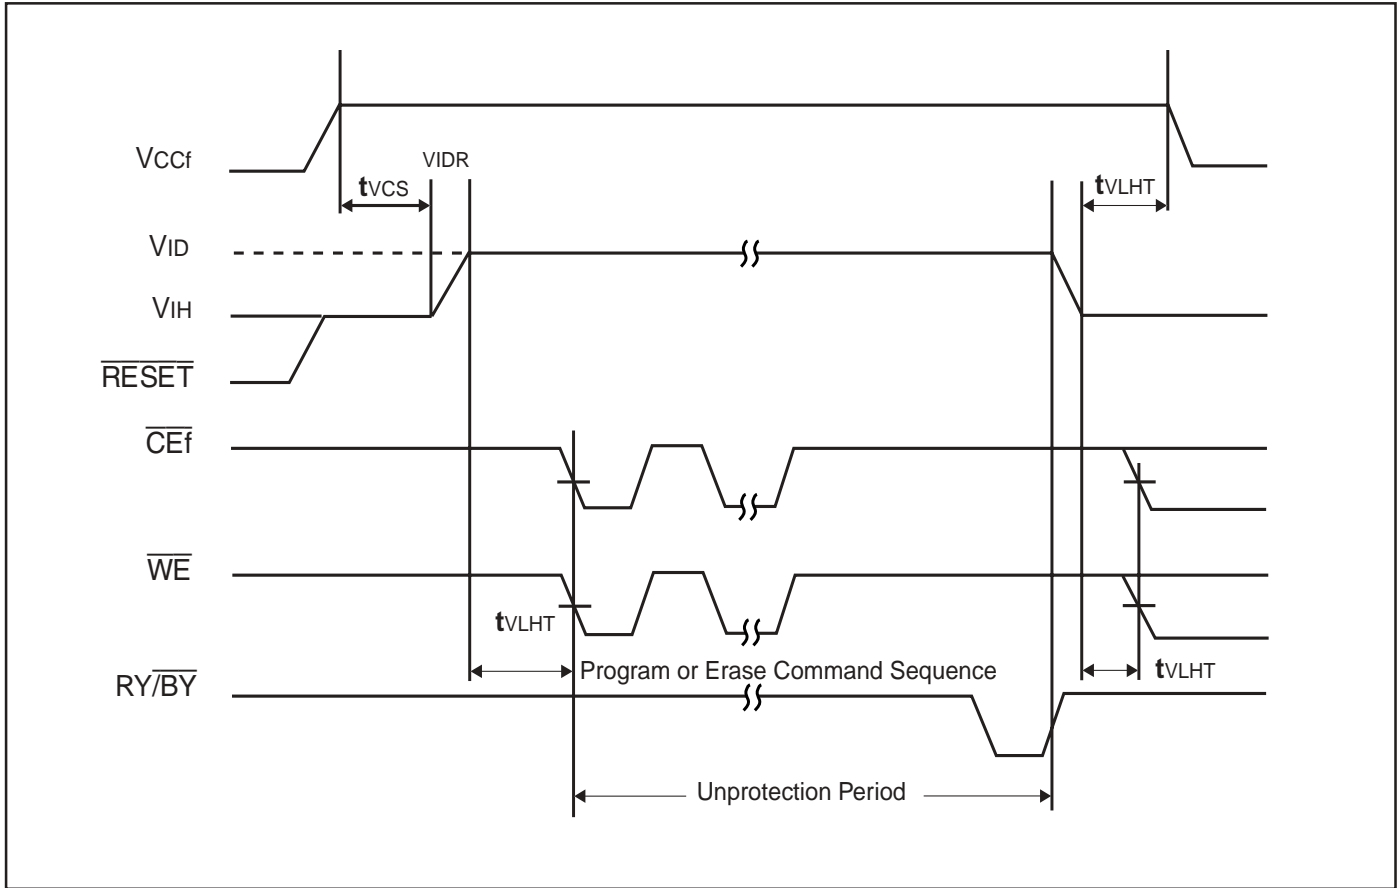 VCCf
VIDR
tVCS
tVLHT
VID
VIH
RESET
CEf
WE
tVLHT
Program or Erase Command Sequence
tVLHT
RY/BY
Unprotection Period